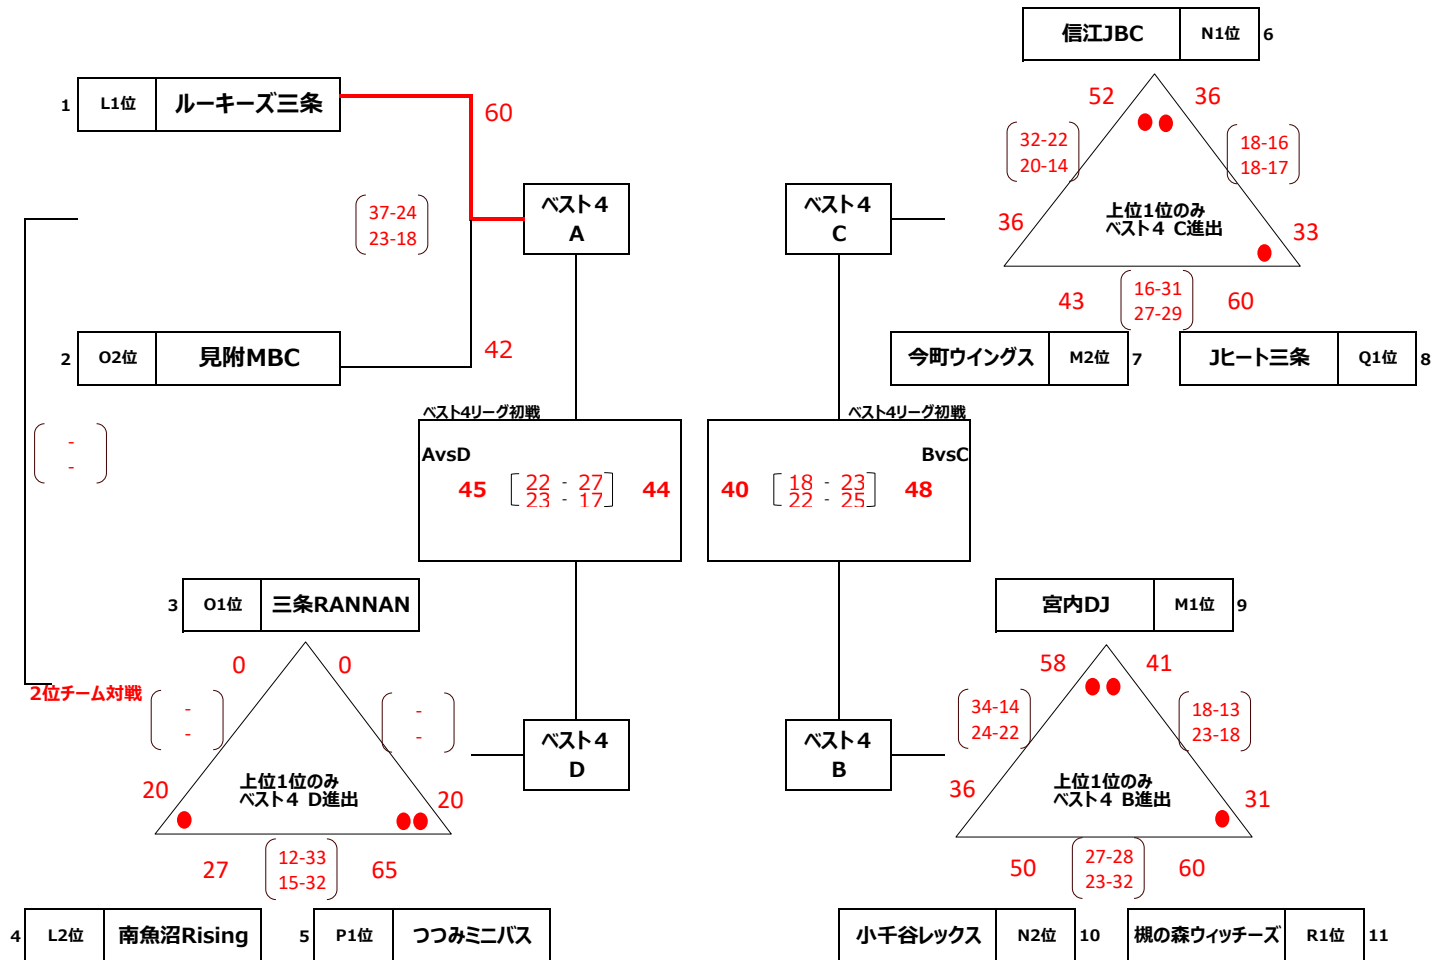 信江JBC N1位 6
1 L1位 ルーキーズ三条
60
52 36
32-22
20-14
18-16
18-17
37-24
23-18
ベスト4
A
ベスト4
C
上位1位のみ
ベスト4 C進出
36 33
43
16-31
27-29
60
2 O2位 見附MBC
42
今町ウイングス M2位 7
Jヒート三条 Q1位 8
ベスト4リーグ初戦
ベスト4リーグ初戦
-
-
AvsD
45
22 - 27
23 - 17
44
BvsC
40
18 - 23
22 - 25
48
3 O1位 三条RANNAN
宮内DJ M1位 9
0 0
2位チーム対戦
-
-
-
-
58 41
34-14
24-22
18-13
23-18
ベスト4
D
ベスト4
B
上位1位のみ
ベスト4 D進出
20 20
上位1位のみ
ベスト4 B進出
36 31
27
12-33
15-32
65
50
27-28
23-32
60
4 L2位 南魚沼Rising
5 P1位 つつみミニバス
小千谷レックス N2位 10
槻の森ウィッチーズ R1位 11